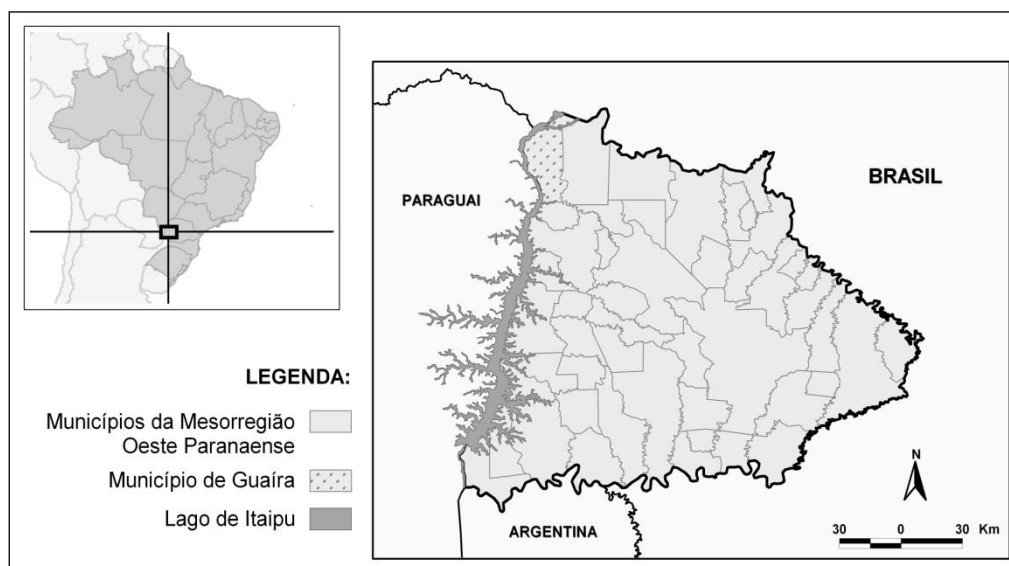 PARAGUAI
BRASIL
LEGENDA:
Municípios da Mesorregião
Oeste Paranaense
Município de Guaíra
Lago de Itaipu
ARGENTINA
N
30 0 30 Km